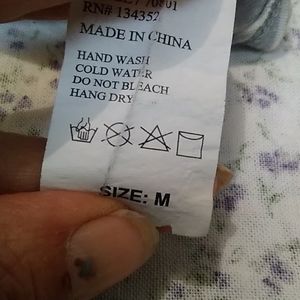 RN# 134352
MADE IN CHINA
HAND WASH
COLD WATER
DO NOT BLEACH
HANG DRY
SIZE: M